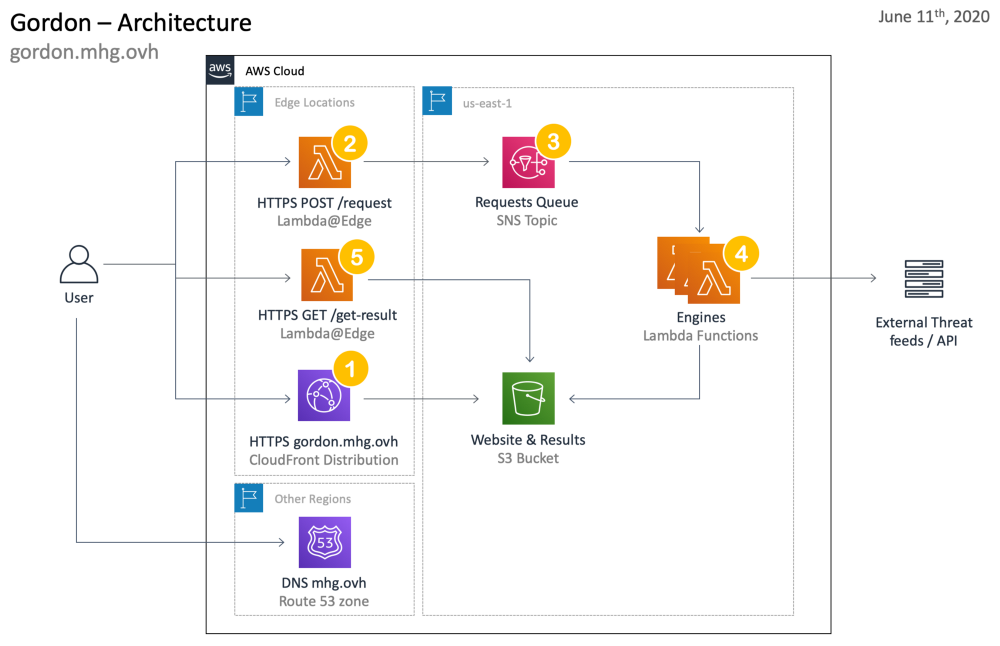 Gordon – Architecture
June 11th, 2020
gordon.mhg.ovh
aws
AWS Cloud
Edge Locations
us-east-1
2
3
HTTPS POST /request
Lambda@Edge
Requests Queue
SNS Topic
5
4
User
HTTPS GET /get-result
Lambda@Edge
Engines
Lambda Functions
External Threat
feeds / API
1
HTTPS gordon.mhg.ovh
CloudFront Distribution
Website & Results
S3 Bucket
Other Regions
53
DNS mhg.ovh
Route 53 zone